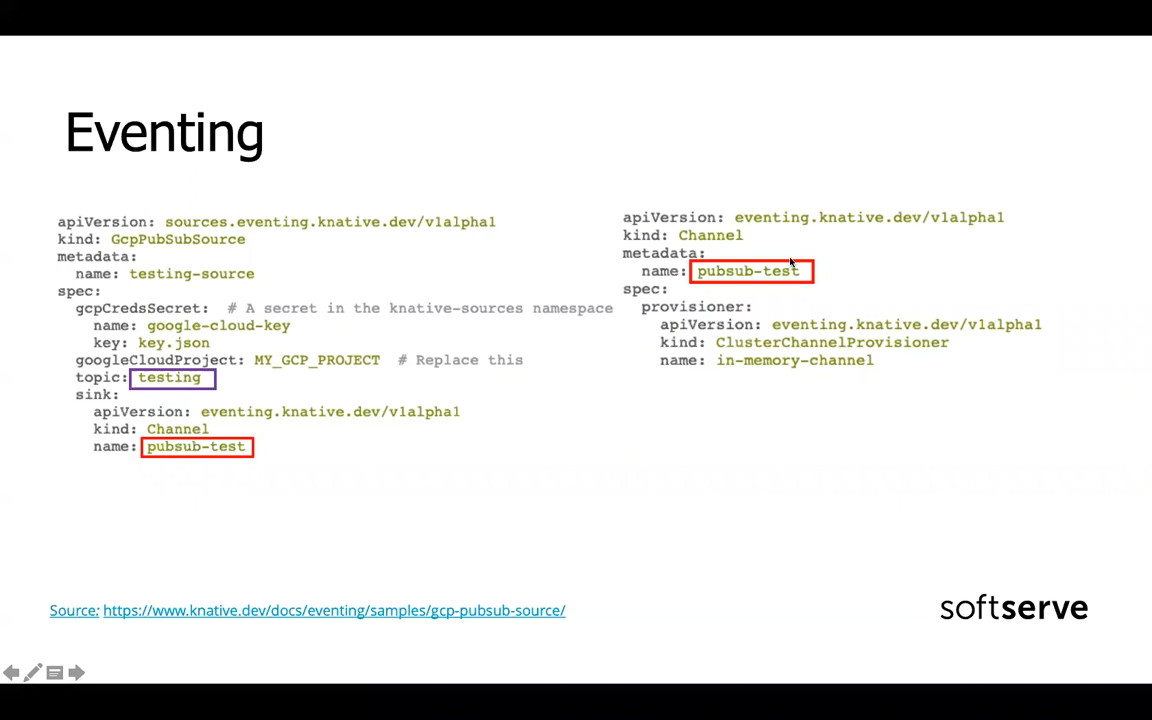 Eventing
apiVersion: sources.eventing.knative.dev/v1alpha1
kind: GcpPubSubSource
metadata:
  name: testing-source
spec:
  gcpCredsSecret:  # A secret in the knative-sources namespace
    name: google-cloud-key
    key: key.json
  googleCloudProject: MY_GCP_PROJECT  # Replace this
  topic: testing
  sink:
    apiVersion: eventing.knative.dev/v1alpha1
    kind: Channel
    name: pubsub-test
apiVersion: eventing.knative.dev/v1alpha1
kind: Channel
metadata:
  name: pubsub-test
spec:
  provisioner:
    apiVersion: eventing.knative.dev/v1alpha1
    kind: ClusterChannelProvisioner
    name: in-memory-channel
Source: https://www.knative.dev/docs/eventing/samples/gcp-pubsub-source/
softserve